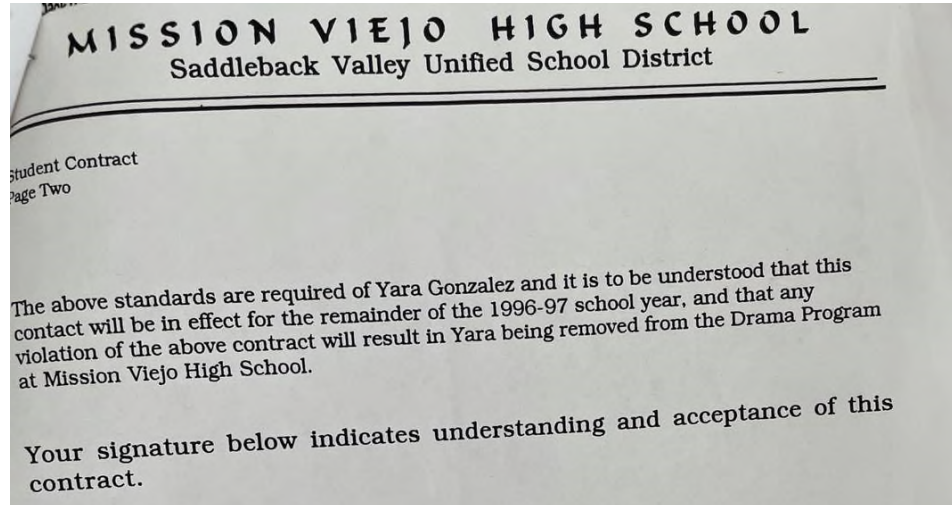 MISSION VIEJO HIGH SCHOOL
Saddleback Valley Unified School District
Student Contract
Page Two
The above standards are required of Yara Gonzalez and it is to be understood that this
contact will be in effect for the remainder of the 1996-97 school year, and that any
violation of the above contract will result in Yara being removed from the Drama Program
at Mission Viejo High School.
Your signature below indicates understanding and acceptance of this
contract.